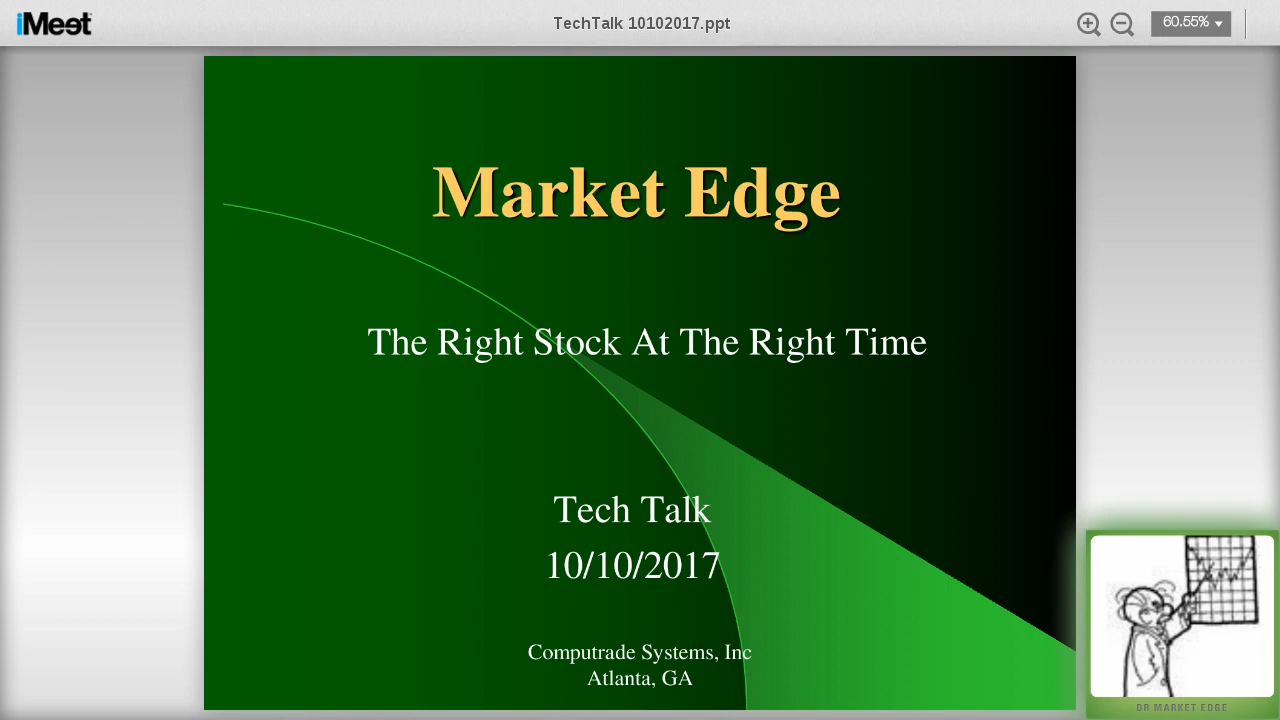 iMeet
TechTalk 10102017.ppt
60.55%
Market Edge
The Right Stock At The Right Time
Tech Talk
10/10/2017
Computrade Systems, Inc
Atlanta, GA
DR MARKET EDGE